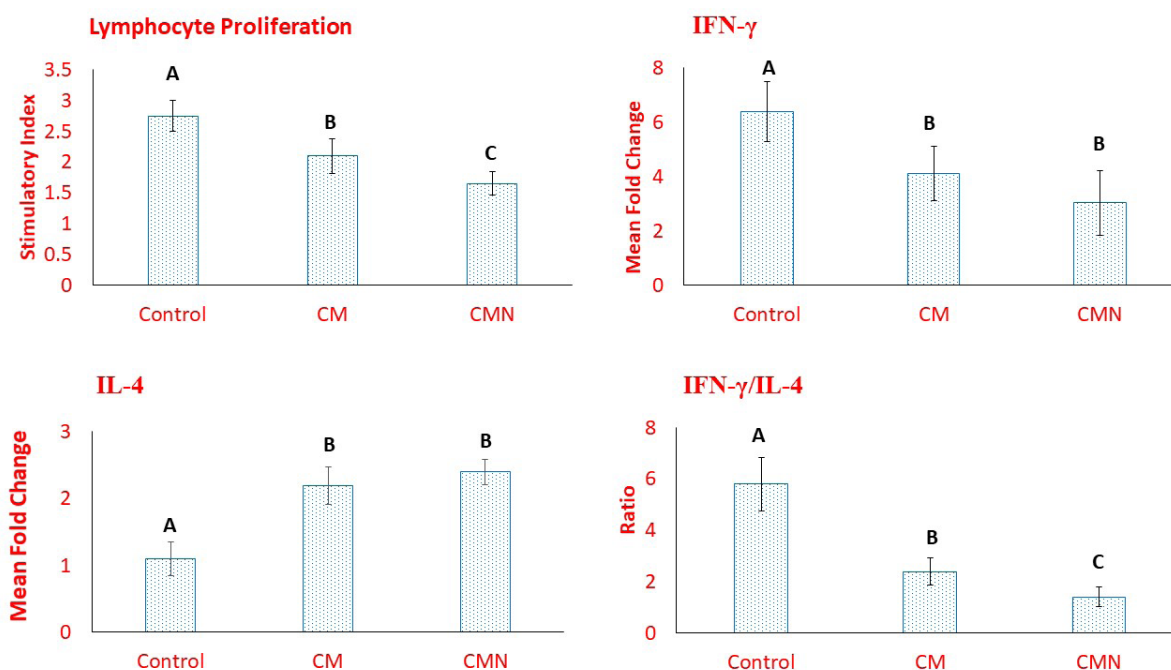 Lymphocyte Proliferation
Stimulatory Index
3.5
3
2.5
2
1.5
1
0.5
0
A
B
C
Control CM CMN
IFN-γ
Mean Fold Change
8
6
4
2
0
A
B
B
Control CM CMN
IL-4
Mean Fold Change
3
2
1
0
A
B
B
Control CM CMN
IFN-γ/IL-4
Ratio
8
6
4
2
0
A
B
C
Control CM CMN